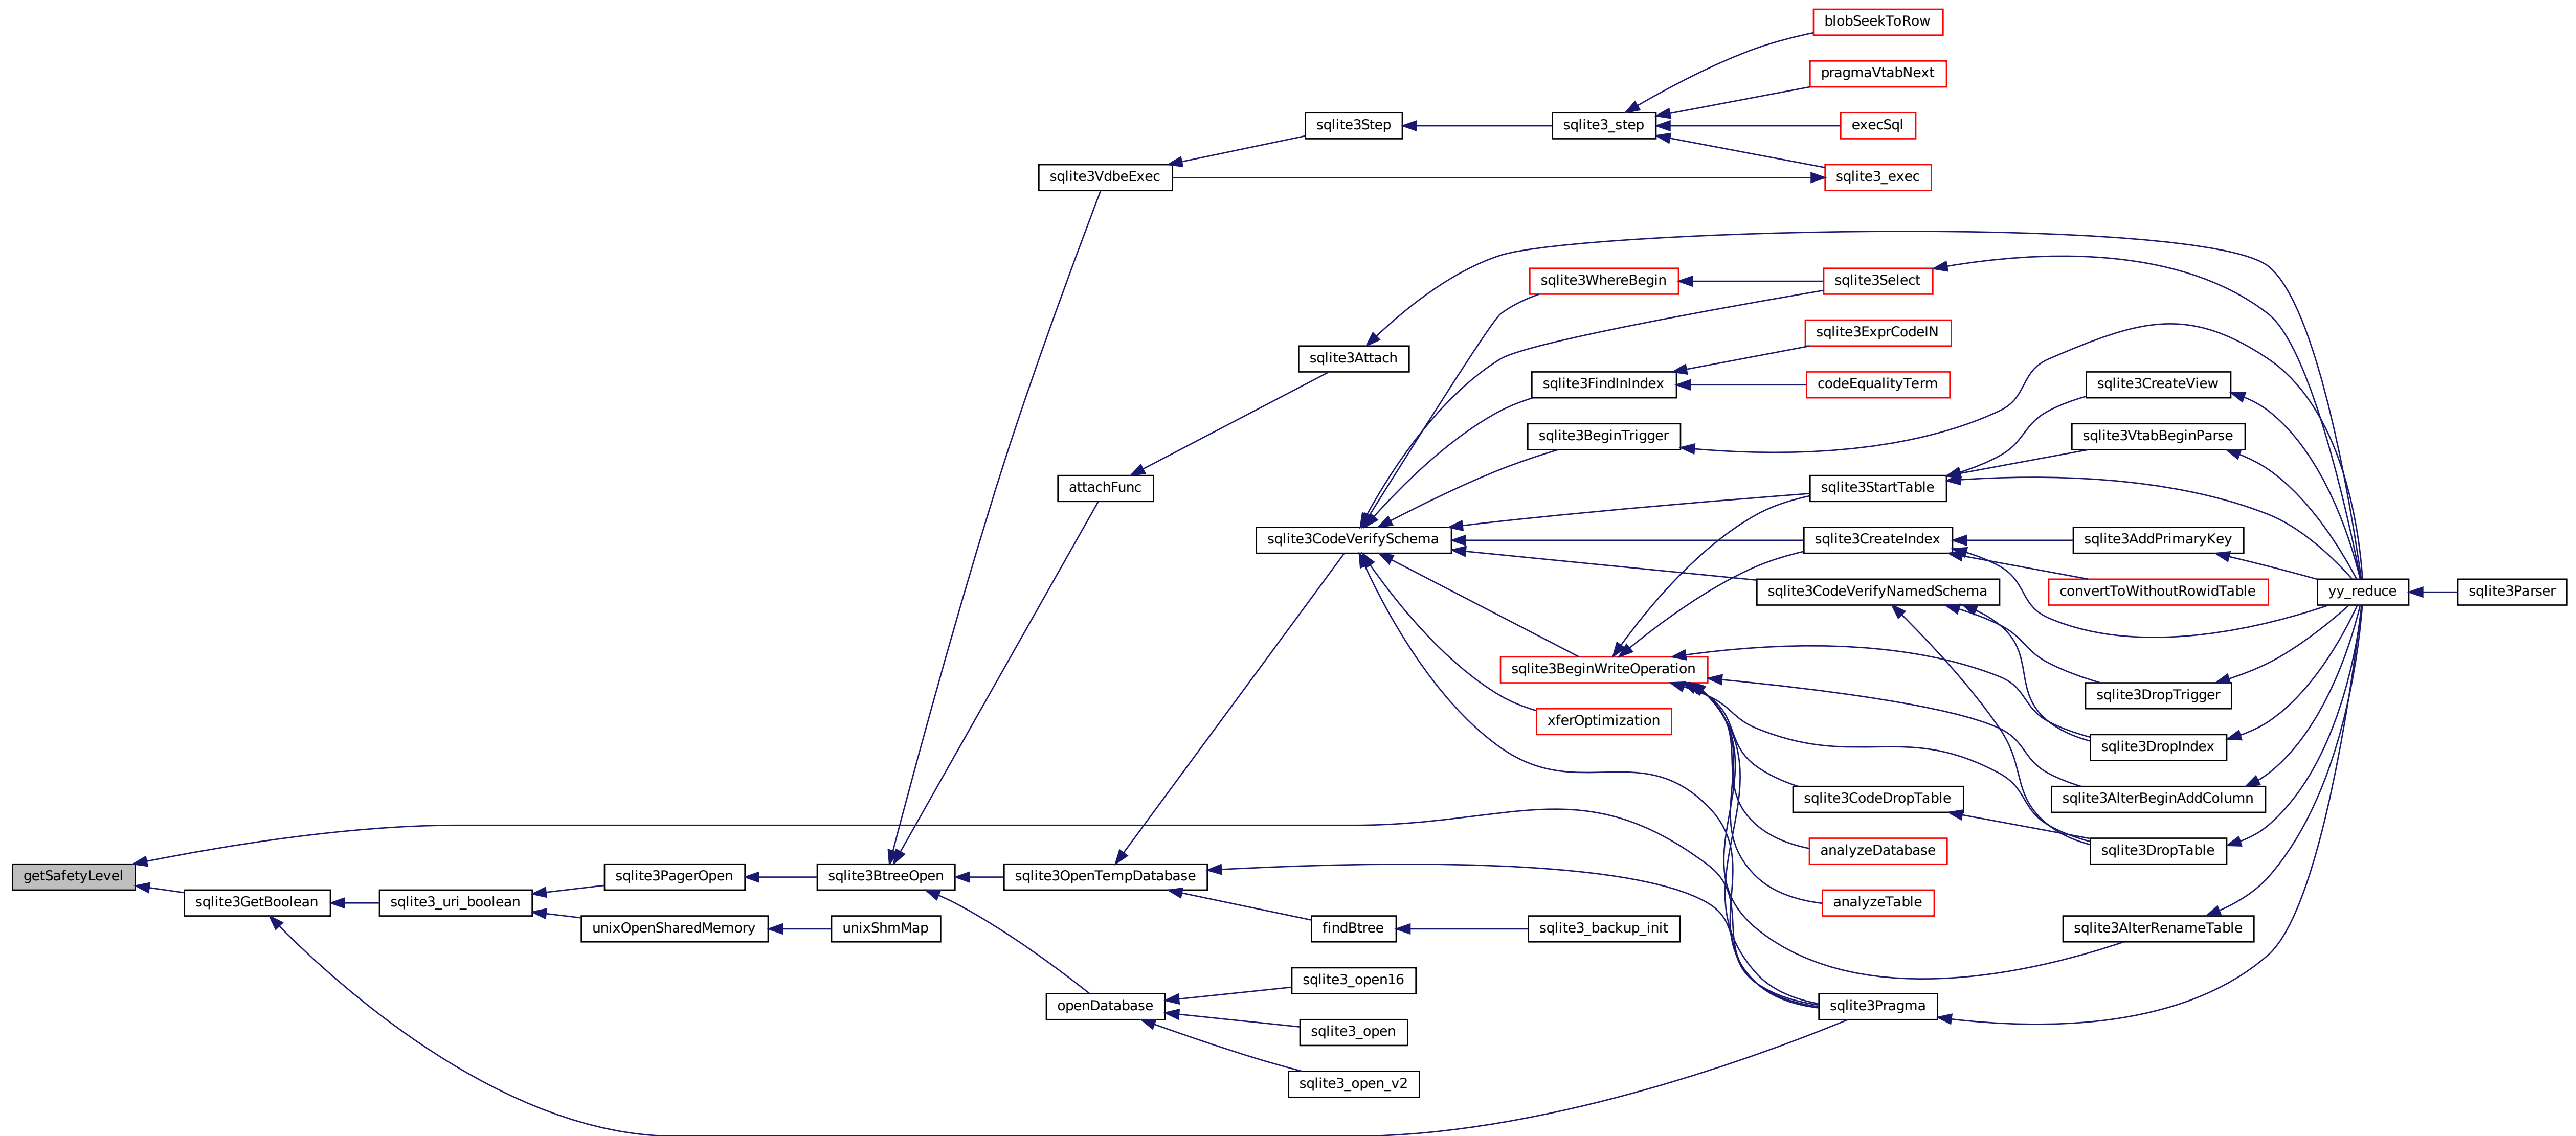 blobSeekToRow
pragmaVtabNext
sqlite3Step
sqlite3_step
execSql
sqlite3VdbeExec
sqlite3_exec
sqlite3WhereBegin
sqlite3Select
sqlite3ExprCodeIN
sqlite3Attach
sqlite3FindInIndex
codeEqualityTerm
sqlite3CreateView
sqlite3BeginTrigger
sqlite3VtabBeginParse
attachFunc
sqlite3StartTable
sqlite3CodeVerifySchema
sqlite3CreateIndex
sqlite3AddPrimaryKey
sqlite3CodeVerifyNamedSchema
convertToWithoutRowidTable
yy_reduce
sqlite3Parser
sqlite3BeginWriteOperation
sqlite3DropTrigger
xferOptimization
sqlite3DropIndex
sqlite3CodeDropTable
sqlite3AlterBeginAddColumn
analyzeDatabase
sqlite3DropTable
getSafetyLevel
sqlite3PagerOpen
sqlite3BtreeOpen
sqlite3OpenTempDatabase
sqlite3GetBoolean
sqlite3_uri_boolean
analyzeTable
unixOpenSharedMemory
unixShmMap
findBtree
sqlite3_backup_init
sqlite3AlterRenameTable
sqlite3_open16
openDatabase
sqlite3Pragma
sqlite3_open
sqlite3_open_v2